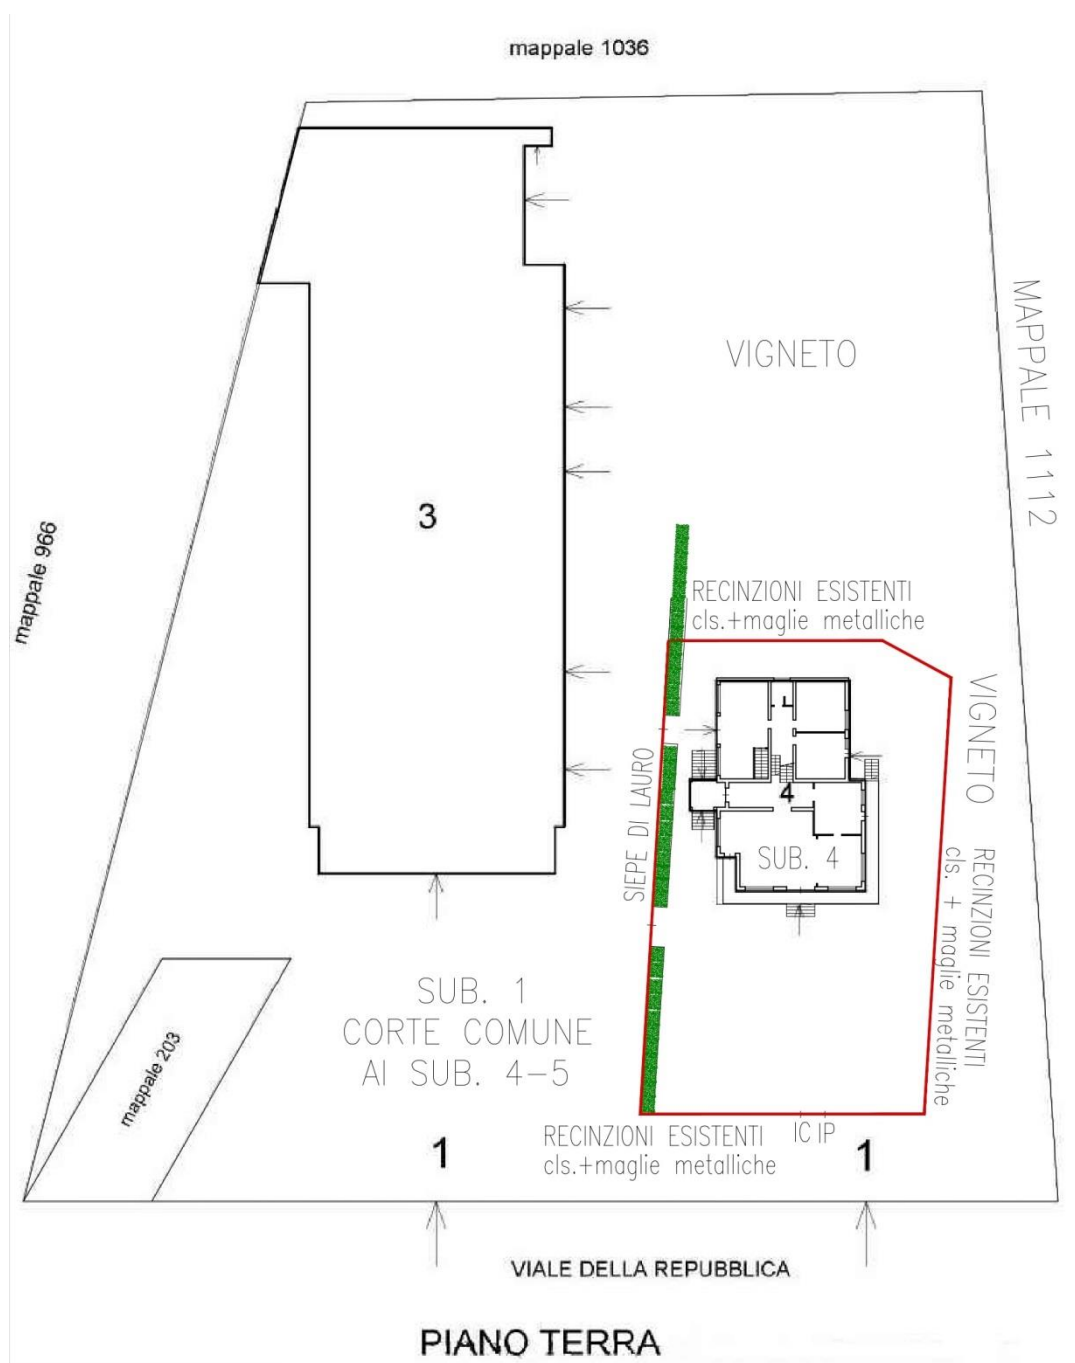 mappale 1036
VIGNETO
MAPPALE 1112
3
mappale 966
RECINZIONI ESISTENTI
cls.+maglie metalliche
VIGNETO
SIEPE DI LAURO
4
SUB. 4
RECINZIONI ESISTENTI
cls. + maglie metalliche
SUB. 1
CORTE COMUNE
AI SUB. 4-5
mappale 203
RECINZIONI ESISTENTI
cls.+maglie metalliche
IC IP
1
1
VIALE DELLA REPUBBLICA
PIANO TERRA